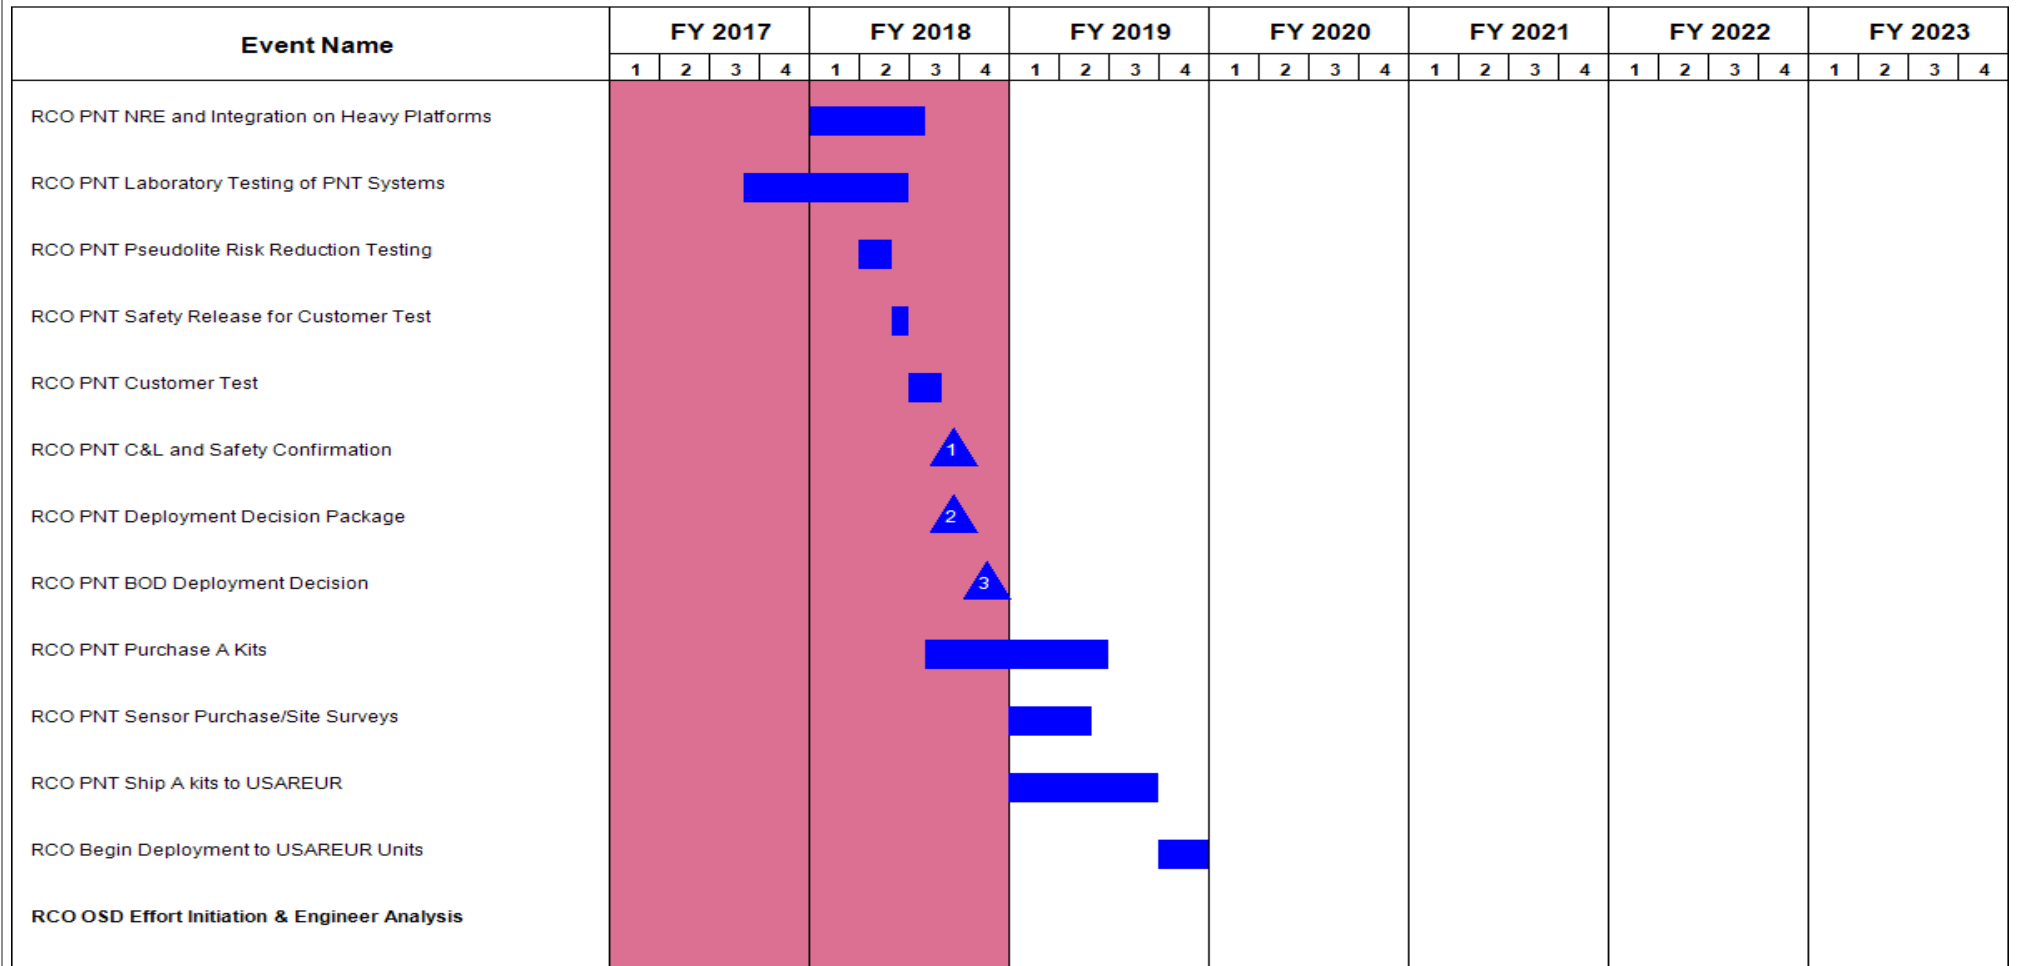 Event Name FY 2017 FY 2018 FY 2019 FY 2020 FY 2021 FY 2022 FY 2023
1 2 3 4 1 2 3 4 1 2 3 4 1 2 3 4 1 2 3 4 1 2 3 4 1 2 3 4
RCO PNT NRE and Integration on Heavy Platforms
RCO PNT Laboratory Testing of PNT Systems
RCO PNT Pseudolite Risk Reduction Testing
RCO PNT Safety Release for Customer Test
RCO PNT Customer Test
RCO PNT C&L and Safety Confirmation 1
RCO PNT Deployment Decision Package 2
RCO PNT BOD Deployment Decision 3
RCO PNT Purchase A Kits
RCO PNT Sensor Purchase/Site Surveys
RCO PNT Ship A kits to USAREUR
RCO Begin Deployment to USAREUR Units
RCO OSD Effort Initiation & Engineer Analysis